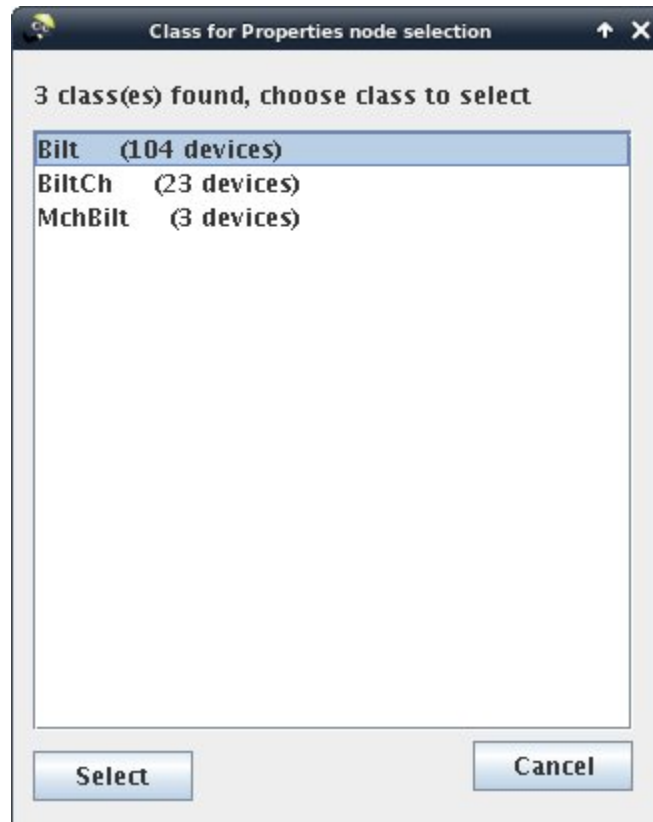 Class for Properties node selection
3 class(es) found, choose class to select
Bilt (104 devices)
BiltCh (23 devices)
MchBilt (3 devices)
Select Cancel